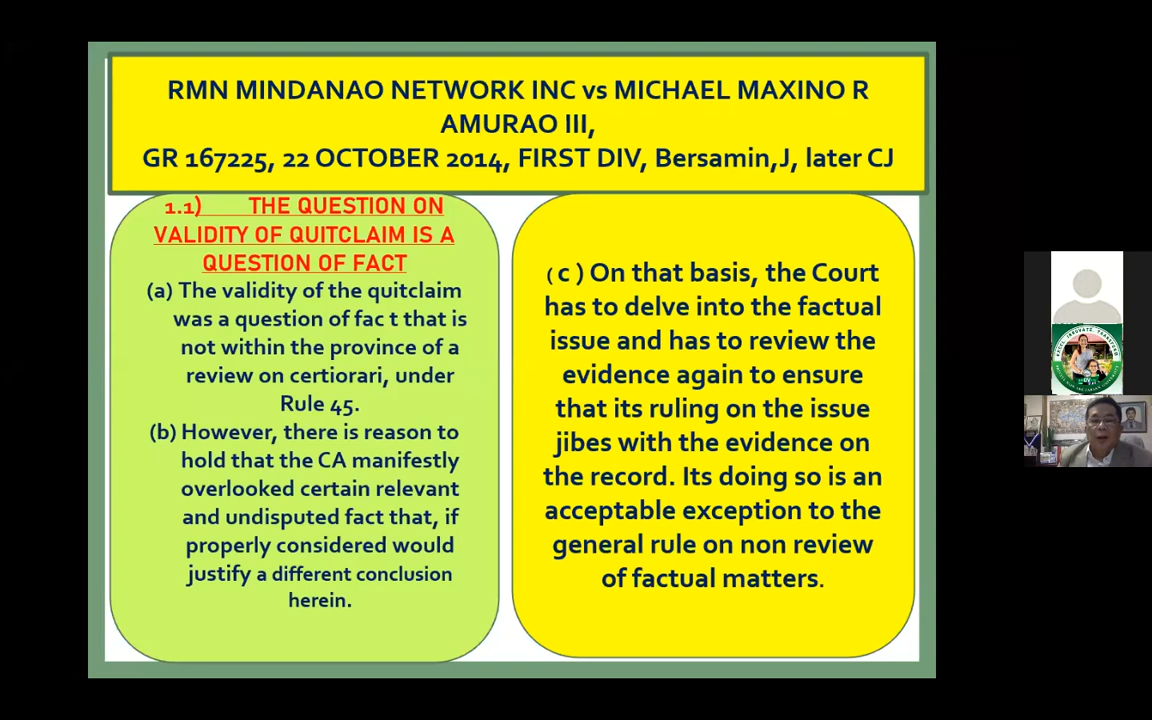 RMN MINDANAO NETWORK INC vs MICHAEL MAXINO R
AMURAO III,
GR 167225, 22 OCTOBER 2014, FIRST DIV, Bersamin,J, later CJ
1.1) THE QUESTION ON
VALIDITY OF QUITCLAIM IS A
QUESTION OF FACT
(a) The validity of the quitclaim
was a question of fac t that is
not within the province of a
review on certiorari, under
Rule 45.
(b) However, there is reason to
hold that the CA manifestly
overlooked certain relevant
and undisputed fact that, if
properly considered would
justify a different conclusion
herein.
( c ) On that basis, the Court
has to delve into the factual
issue and has to review the
evidence again to ensure
that its ruling on the issue
jibes with the evidence on
the record. Its doing so is an
acceptable exception to the
general rule on non review
of factual matters.